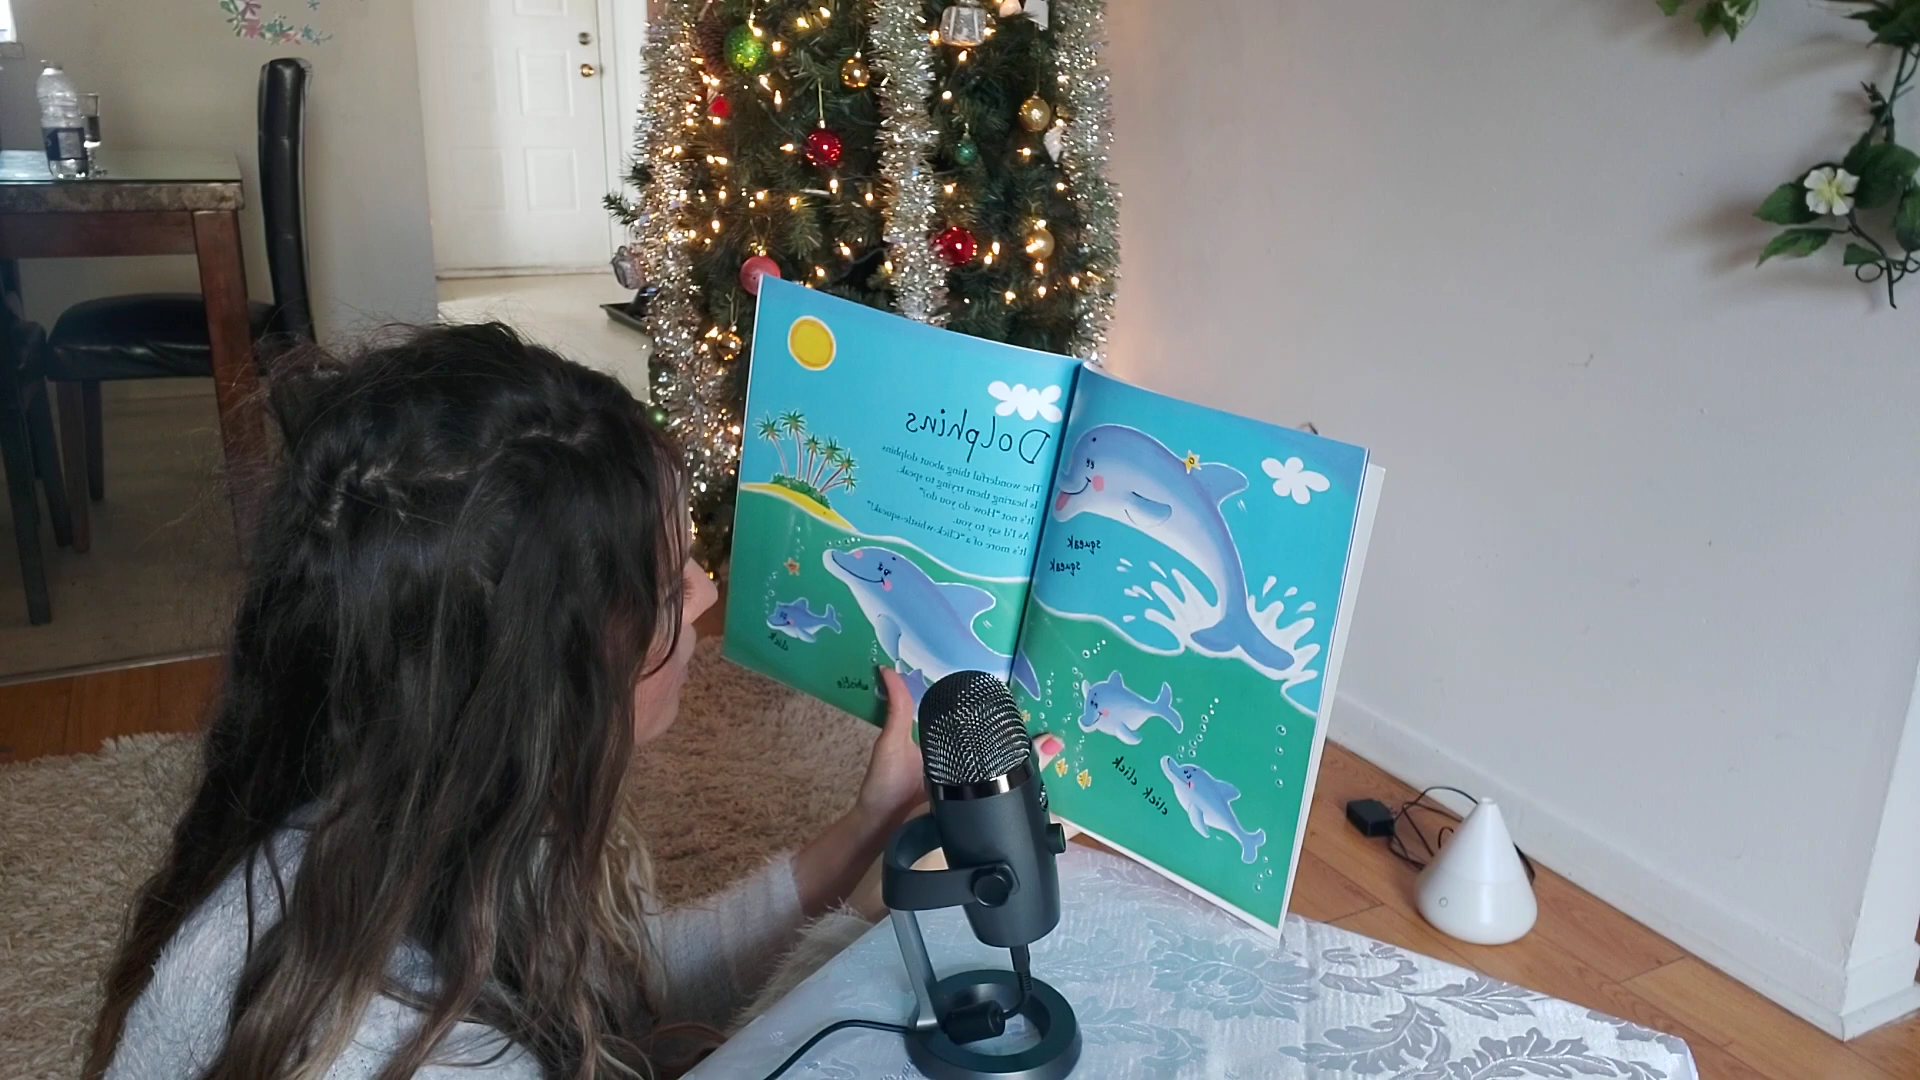 Dolphins
The wonderful thing about dolphins
Is hearing them trying to speak.
It's not "How do you do?"
As I'd say to you.
It's more of a "Click-whistle-squeak!"
squeak
squeak
click
whistle
click click
click